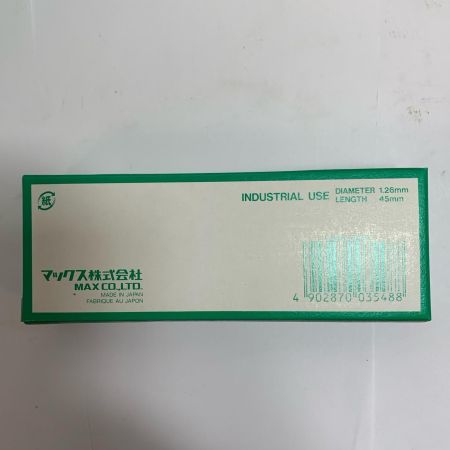 紙
INDUSTRIAL USE
DIAMETER 1.26mm
LENGTH 45mm
マックス株式会社
MAX CO.,LTD.
MADE IN JAPAN
FABRIQUE AU JAPON
4 902870 035488